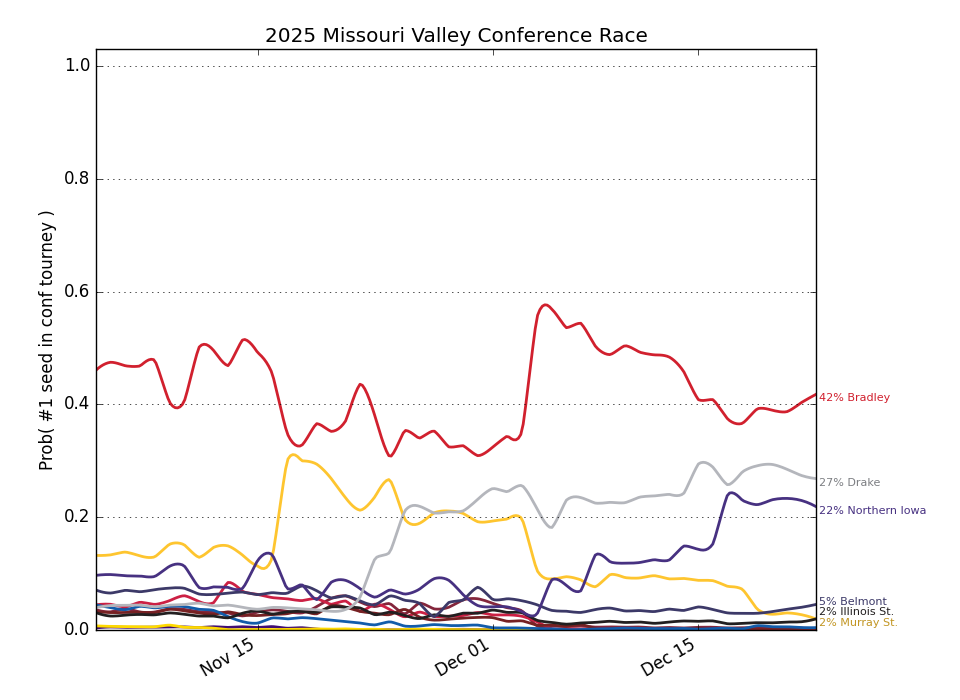 2025 Missouri Valley Conference Race
Prob( #1 seed in conf tourney )
1.0
0.8
0.6
0.4
0.2
0.0
42% Bradley
27% Drake
22% Northern Iowa
5% Belmont
2% Illinois St.
2% Murray St.
Nov 15
Dec 01
Dec 15